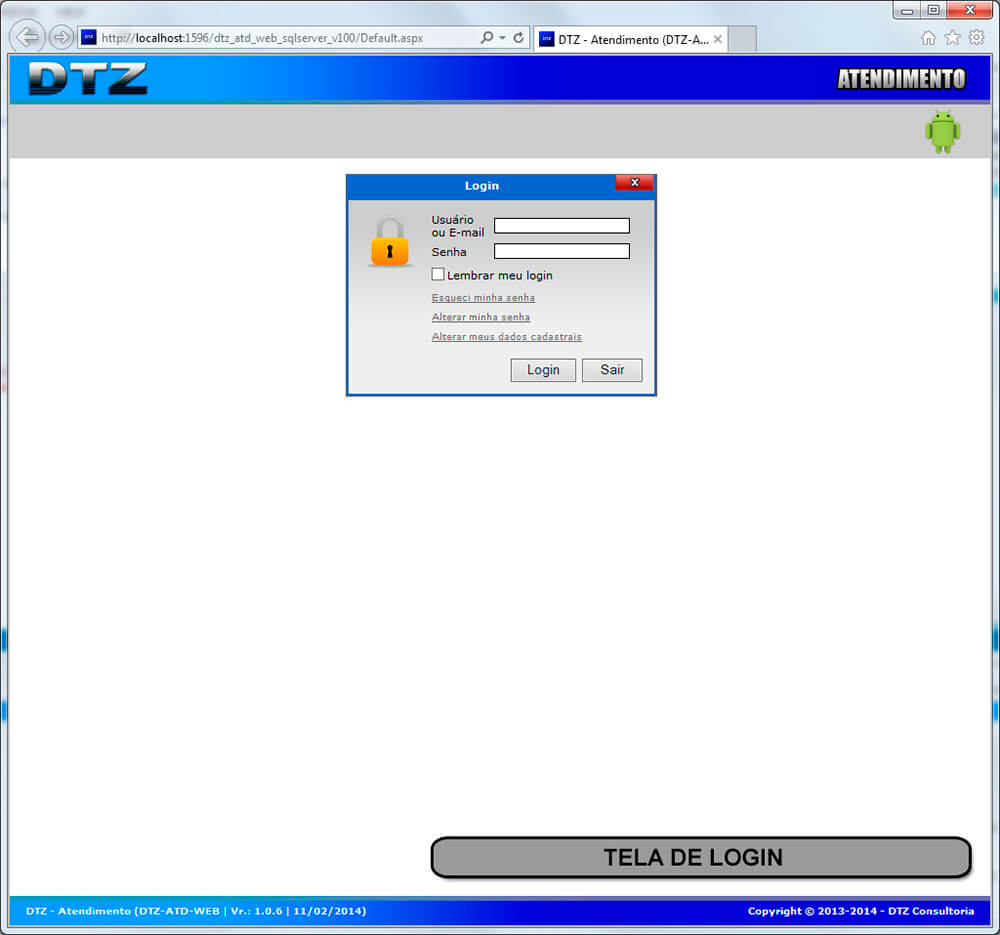 http://localhost:1596/dtz_atd_web_sqlserver_v100/Default.aspx
DTZ - Atendimento (DTZ-A...
DTZ
ATENDIMENTO
Login
Usuário
ou E-mail
Senha
Lembrar meu login
Esqueci minha senha
Alterar minha senha
Alterar meus dados cadastrais
Login Sair
TELA DE LOGIN
DTZ - Atendimento (DTZ-ATD-WEB | Vr.: 1.0.6 | 11/02/2014)
Copyright © 2013-2014 - DTZ Consultoria